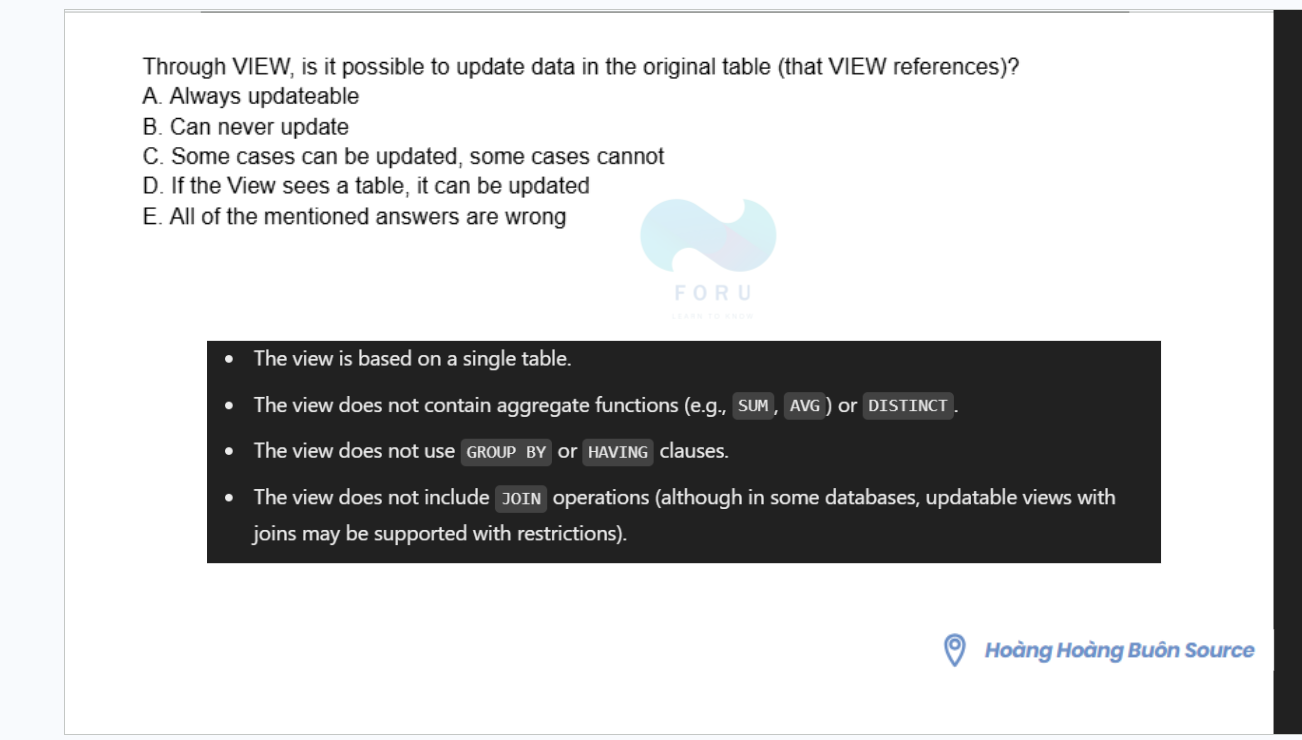 Through VIEW, is it possible to update data in the original table (that VIEW references)?
A. Always updateable
B. Can never update
C. Some cases can be updated, some cases cannot
D. If the View sees a table, it can be updated
E. All of the mentioned answers are wrong
FORU
LEARN TO KNOW
• The view is based on a single table.
• The view does not contain aggregate functions (e.g., SUM, AVG) or DISTINCT.
• The view does not use GROUP BY or HAVING clauses.
• The view does not include JOIN operations (although in some databases, updatable views with
joins may be supported with restrictions).
Hoàng Hoàng Buôn Source